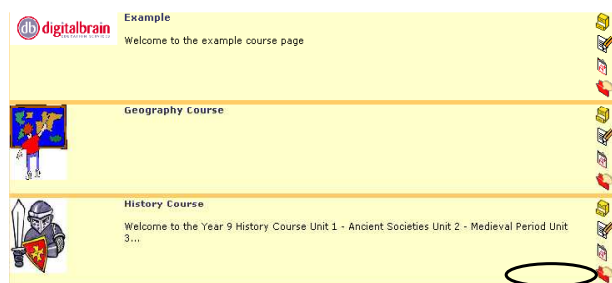 Example
db digitalbrain
Welcome to the example course page
Geography Course
History Course
Welcome to the Year 9 History Course Unit 1 - Ancient Societies Unit 2 - Medieval Period Unit
3...